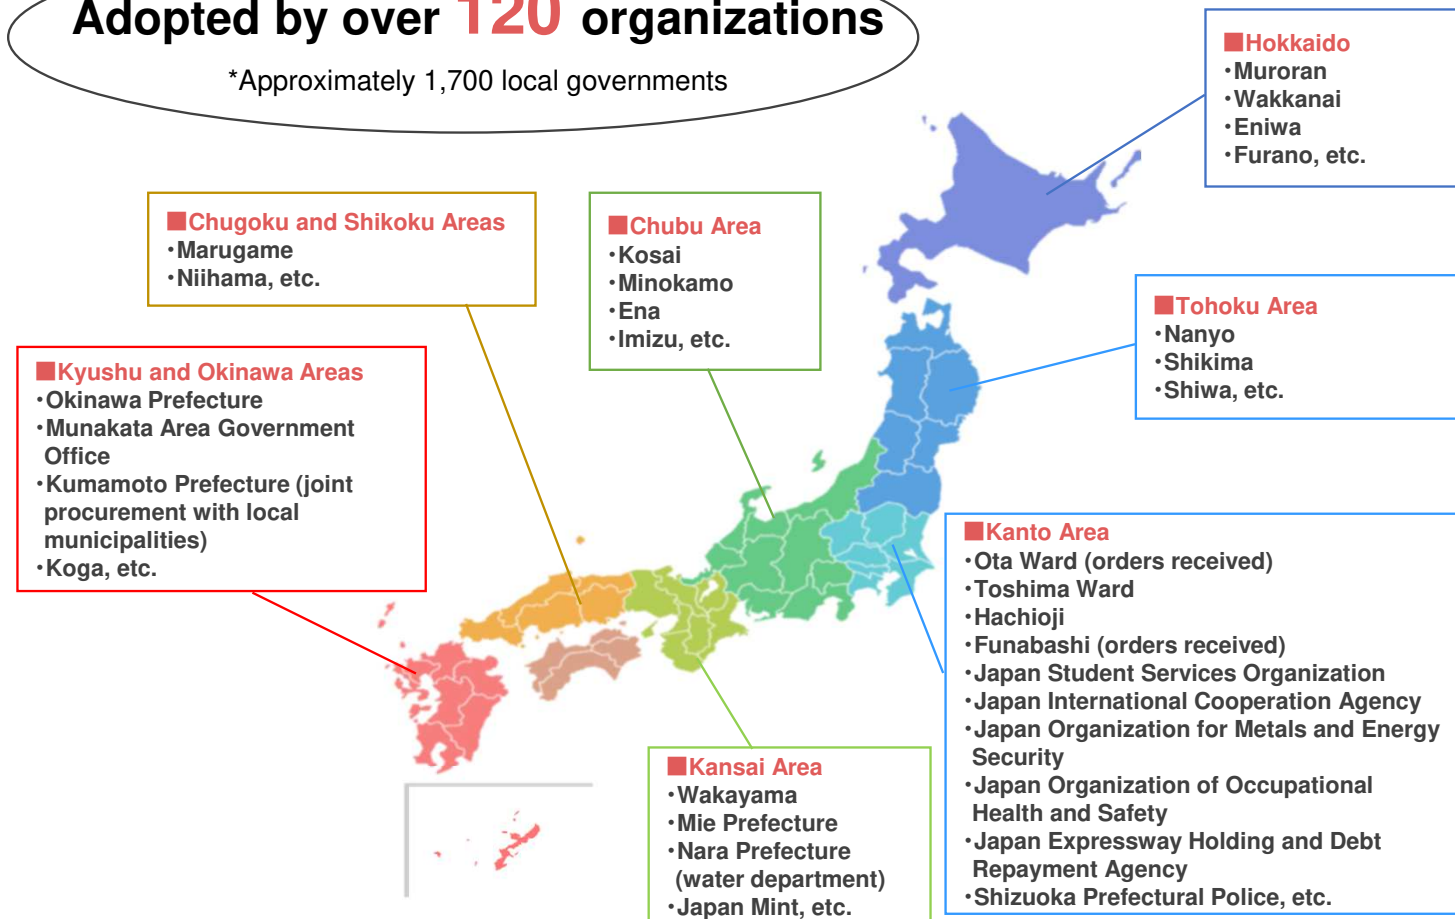 Adopted by over 120 organizations
*Approximately 1,700 local governments
■Hokkaido
・Muroran
・Wakkanai
・Eniwa
・Furano, etc.
■Chugoku and Shikoku Areas
・Marugame
・Niihama, etc.
■Chubu Area
・Kosai
・Minokamo
・Ena
・Imizu, etc.
■Tohoku Area
・Nanyo
・Shikima
・Shiwa, etc.
■Kyushu and Okinawa Areas
・Okinawa Prefecture
・Munakata Area Government
Office
・Kumamoto Prefecture (joint
procurement with local
municipalities)
・Koga, etc.
■Kanto Area
・Ota Ward (orders received)
・Toshima Ward
・Hachioji
・Funabashi (orders received)
・Japan Student Services Organization
・Japan International Cooperation Agency
・Japan Organization for Metals and Energy
Security
・Japan Organization of Occupational
Health and Safety
・Japan Expressway Holding and Debt
Repayment Agency
・Shizuoka Prefectural Police, etc.
■Kansai Area
・Wakayama
・Mie Prefecture
・Nara Prefecture
(water department)
・Japan Mint, etc.